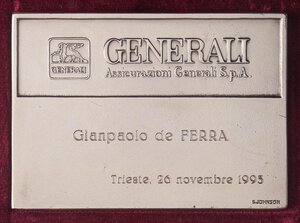 GENERALI
GENERALI
Assicurazioni Generali S.p.A.
Gianpaolo de FERRA
Trieste, 26 novembre 1993
S.JOHNSON